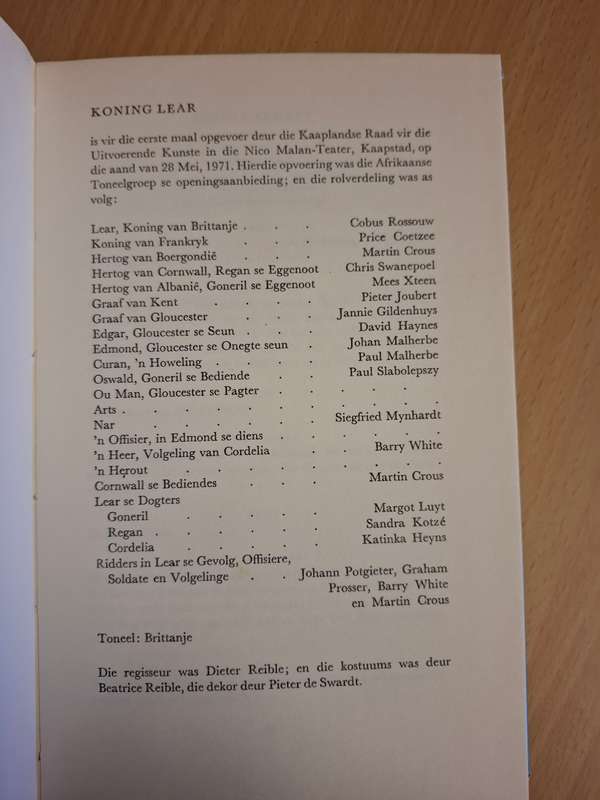 KONING LEAR
is vir die eerste maal opgevoer deur die Kaaplandse Raad vir die
Uitvoerende Kunste in die Nico Malan-Teater, Kaapstad, op
die aand van 28 Mei, 1971. Hierdie opvoering was die Afrikaanse
Toneelgroep se openingsaanbieding; en die rolverdeling was as
volg:
Lear, Koning van Brittanje . . . Cobus Rossouw
Koning van Frankryk . . . Price Coetzee
Hertog van Boergondië . . . Martin Crous
Hertog van Cornwall, Regan se Eggenoot Chris Swanepoel
Hertog van Albanië, Goneril se Eggenoot Mees Xteen
Graaf van Kent . . . . Pieter Joubert
Graaf van Gloucester . . . Jannie Gildenhuys
Edgar, Gloucester se Seun . . . David Haynes
Edmond, Gloucester se Onegte seun . Johan Malherbe
Curan, 'n Howeling . . . . Paul Malherbe
Oswald, Goneril se Bediende . . Paul Slabolepszy
Ou Man, Gloucester se Pagter . . . . .
Arts . . . . . . . . .
Nar . . . . . . Siegfried Mynhardt
'n Offisier, in Edmond se diens . . . . .
'n Heer, Volgeling van Cordelia . . Barry White
'n Herout . . . . . . . .
Cornwall se Bediendes . . . Martin Crous
Lear se Dogters
Goneril . . . . . Margot Luyt
Regan . . . . . . Sandra Kotzé
Cordelia . . . . . Katinka Heyns
Ridders in Lear se Gevolg, Offisiere,
Soldate en Volgelinge . . Johann Potgieter, Graham
Prosser, Barry White
en Martin Crous
Toneel: Brittanje
Die regisseur was Dieter Reible; en die kostuums was deur
Beatrice Reible, die dekor deur Pieter de Swardt.